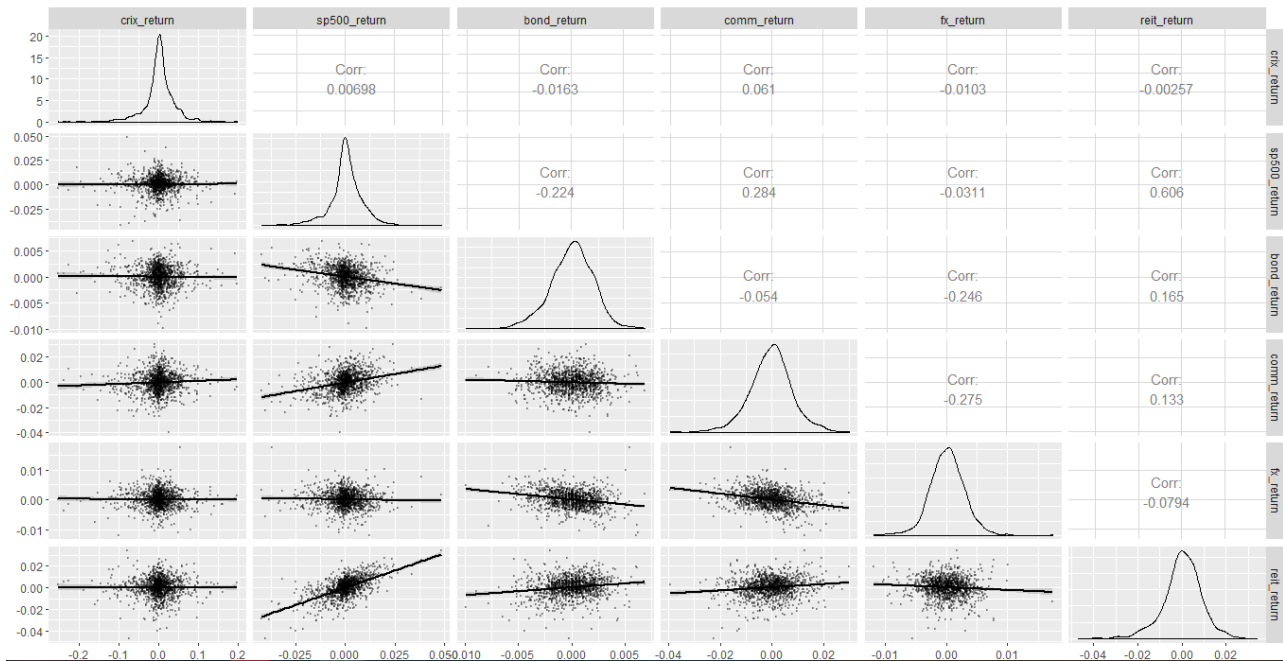 crix_return sp500_return bond_return comm_return fx_return reit_return
20
15
10
5
0
Corr: Corr: Corr: Corr: Corr:
0.00698 -0.0163 0.061 -0.0103 -0.00257
crix_return
0.050
0.025
0.000
-0.025
Corr: Corr: Corr: Corr:
-0.224 0.284 -0.0311 0.606
sp500_return
0.005
0.000
-0.005
-0.010
Corr: Corr: Corr:
-0.054 -0.246 0.165
bond_return
0.02
0.00
-0.02
-0.04
Corr: Corr:
-0.275 0.133
comm_return
0.01
0.00
-0.01
Corr:
-0.0794
fx_return
0.02
0.00
-0.02
-0.04
reit_return
-0.2 -0.1 0.0 0.1 0.2 -0.025 0.000 0.025 0.050 -0.010 -0.005 0.000 0.005 -0.04 -0.02 0.00 0.02 -0.01 0.00 0.01 -0.04 -0.02 0.00 0.02